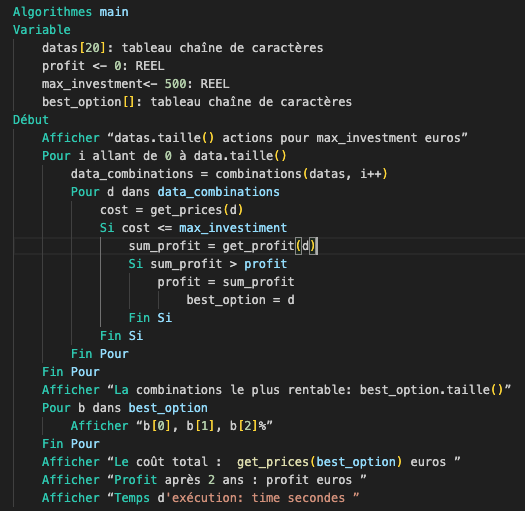 Algorithmes main
Variable
datas[20]: tableau chaîne de caractères
profit <- 0: REEL
max_investment<- 500: REEL
best_option[]: tableau chaîne de caractères
Début
Afficher “datas.taille() actions pour max_investment euros”
Pour i allant de 0 à data.taille()
data_combinations = combinations(datas, i++)
Pour d dans data_combinations
cost = get_prices(d)
Si cost <= max_investiment
sum_profit = get_profit(d)
Si sum_profit > profit
profit = sum_profit
best_option = d
Fin Si
Fin Si
Fin Pour
Fin Pour
Afficher “La combinations le plus rentable: best_option.taille()”
Pour b dans best_option
Afficher “b[0], b[1], b[2]%”
Fin Pour
Afficher “Le coût total :  get_prices(best_option) euros ”
Afficher “Profit après 2 ans : profit euros ”
Afficher “Temps d'exécution: time secondes ”